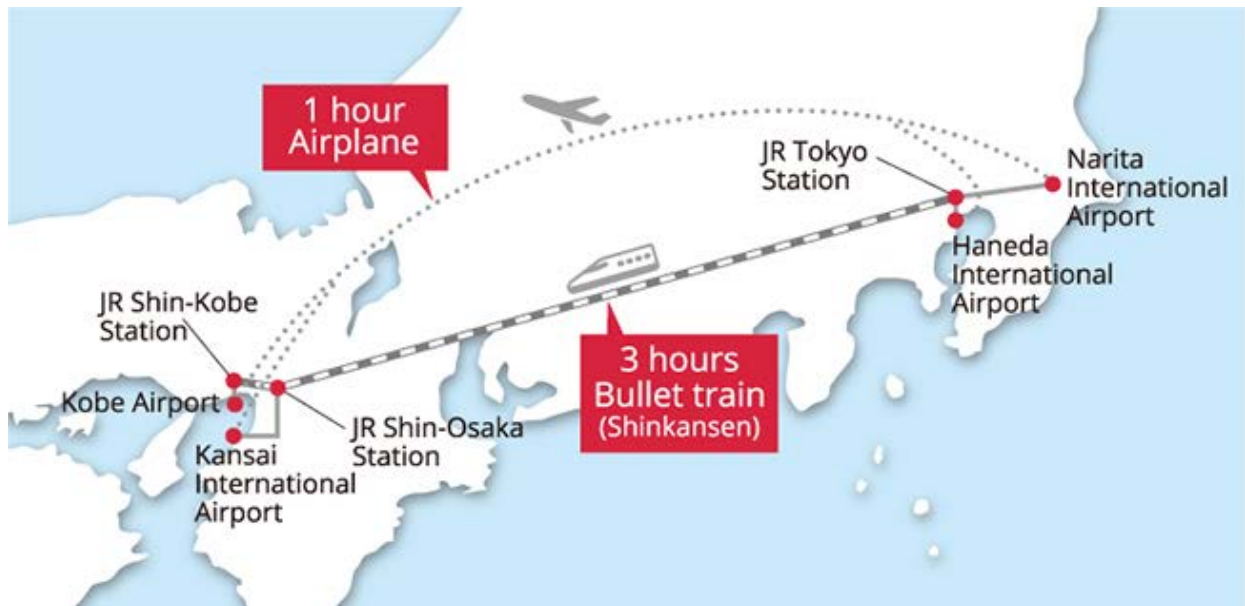 1 hour
Airplane
JR Tokyo
Station
Narita
International
Airport
Haneda
International
Airport
JR Shin-Kobe
Station
3 hours
Bullet train
(Shinkansen)
Kobe Airport
JR Shin-Osaka
Station
Kansai
International
Airport